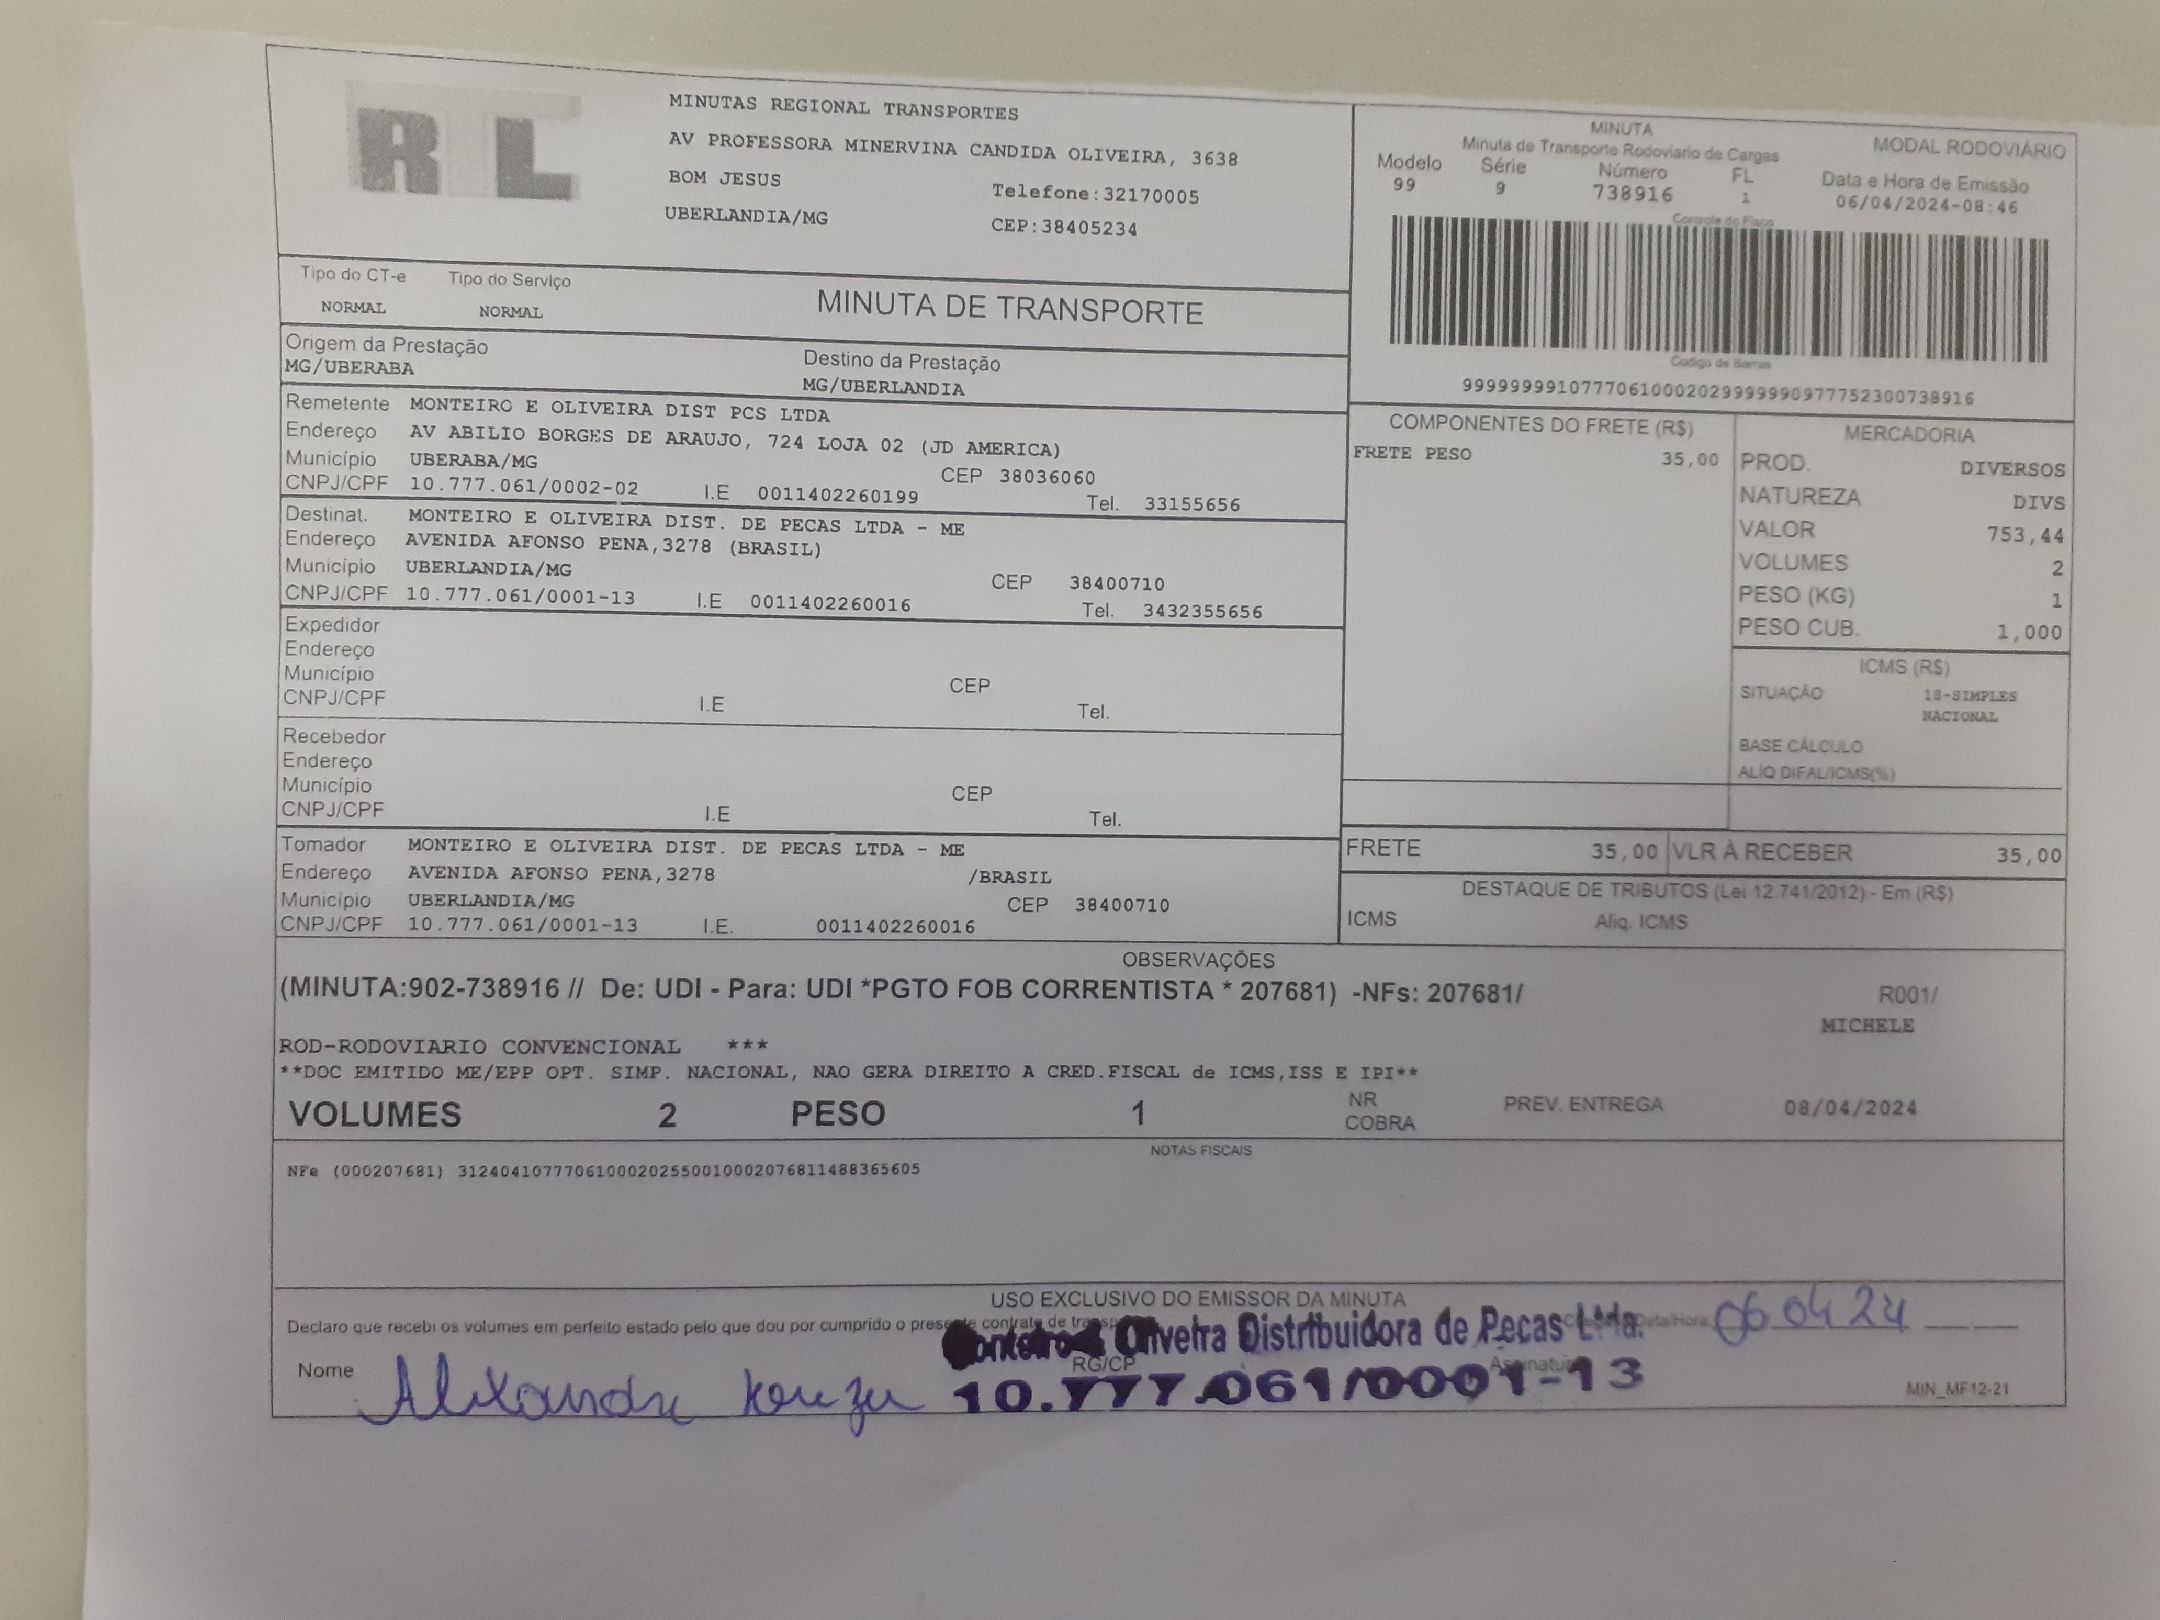 RTL
MINUTAS REGIONAL TRANSPORTES
AV PROFESSORA MINERVINA CANDIDA OLIVEIRA, 3638
BOM JESUS Telefone:32170005
UBERLANDIA/MG CEP:38405234
MINUTA MODAL RODOVIÁRIO
Minuta de Transporte Rodoviario de Cargas
Modelo Série Número FL Data e Hora de Emissão
99 9 738916 1 06/04/2024-08:46
Controle do Fisco
Codigo de Barras
Tipo do CT-e Tipo do Serviço
NORMAL NORMAL MINUTA DE TRANSPORTE
Origem da Prestação Destino da Prestação
MG/UBERABA MG/UBERLANDIA
Remetente MONTEIRO E OLIVEIRA DIST PCS LTDA
Endereço AV ABILIO BORGES DE ARAUJO, 724 LOJA 02 (JD AMERICA)
Município UBERABA/MG CEP 38036060
CNPJ/CPF 10.777.061/0002-02 I.E 0011402260199 Tel. 33155656
Destinat. MONTEIRO E OLIVEIRA DIST. DE PECAS LTDA - ME
Endereço AVENIDA AFONSO PENA,3278 (BRASIL)
Município UBERLANDIA/MG CEP 38400710
CNPJ/CPF 10.777.061/0001-13 I.E 0011402260016 Tel. 3432355656
Expedidor
Endereço
Município CEP
CNPJ/CPF I.E Tel.
Recebedor
Endereço
Município CEP
CNPJ/CPF I.E Tel.
Tomador MONTEIRO E OLIVEIRA DIST. DE PECAS LTDA - ME
Endereço AVENIDA AFONSO PENA,3278 /BRASIL
Município UBERLANDIA/MG CEP 38400710
CNPJ/CPF 10.777.061/0001-13 I.E. 0011402260016
COMPONENTES DO FRETE (R$)
FRETE PESO 35,00
MERCADORIA
PROD. DIVERSOS
NATUREZA DIVS
VALOR 753,44
VOLUMES 2
PESO (KG) 1
PESO CUB. 1,000
ICMS (R$)
SITUAÇÃO 18-SIMPLES
NACIONAL
BASE CÁLCULO
ALÍQ DIFAL/ICMS(%)
FRETE 35,00 VLR À RECEBER 35,00
DESTAQUE DE TRIBUTOS (Lei 12.741/2012) - Em (R$)
ICMS Aliq. ICMS
OBSERVAÇÕES
(MINUTA:902-738916 // De: UDI - Para: UDI *PGTO FOB CORRENTISTA * 207681) -NFs: 207681/ R001/
MICHELE
ROD-RODOVIARIO CONVENCIONAL ***
**DOC EMITIDO ME/EPP OPT. SIMP. NACIONAL, NAO GERA DIREITO A CRED.FISCAL de ICMS,ISS E IPI**
VOLUMES 2 PESO 1 NR COBRA PREV. ENTREGA 08/04/2024
NOTAS FISCAIS
NFe (000207681) 31240410777061000202550010002076811488365605
USO EXCLUSIVO DO EMISSOR DA MINUTA
Declaro que recebi os volumes em perfeito estado pelo que dou por cumprido o presente contrato de Data/Hora: 06 04 24
Oliveira Distribuidora de Peças Ltda.
Nome Alexandre RG/CP
10.777.061/0001-13
MIN_MF12-21